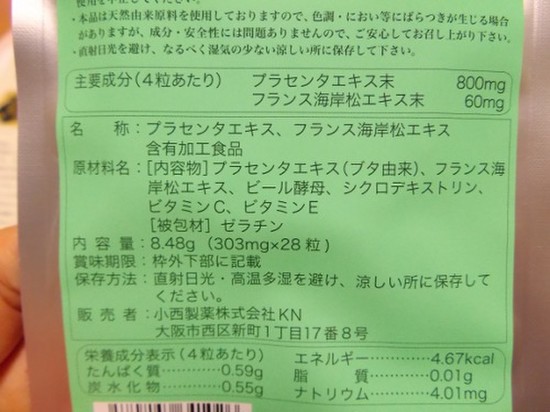 使用を中止してください。
・本品は天然由来原料を使用しておりますので、色調・におい等にばらつきが生じる場合
がありますが、成分・安全性には問題ありませんので、ご安心してお召し上がり下さい。
・直射日光を避け、なるべく湿気の少ない涼しい所に保存して下さい。
主要成分（4粒あたり） プラセンタエキス末 800mg
フランス海岸松エキス末 60mg
名 称：プラセンタエキス、フランス海岸松エキス
含有加工食品
原材料名：［内容物］プラセンタエキス（ブタ由来）、フランス海
岸松エキス、ビール酵母、シクロデキストリン、
ビタミンC、ビタミンE
［被包材］ゼラチン
内 容 量：8.48g（303mg×28粒）
賞味期限：枠外下部に記載
保存方法：直射日光・高温多湿を避け、涼しい所に保存して
ください。
販 売 者：小西製薬株式会社KN
大阪市西区新町1丁目17番8号
栄養成分表示（4粒あたり） エネルギー……4.67kcal
たんぱく質………0.59g 脂 質………0.01g
炭水化物………0.55g ナトリウム………4.01mg